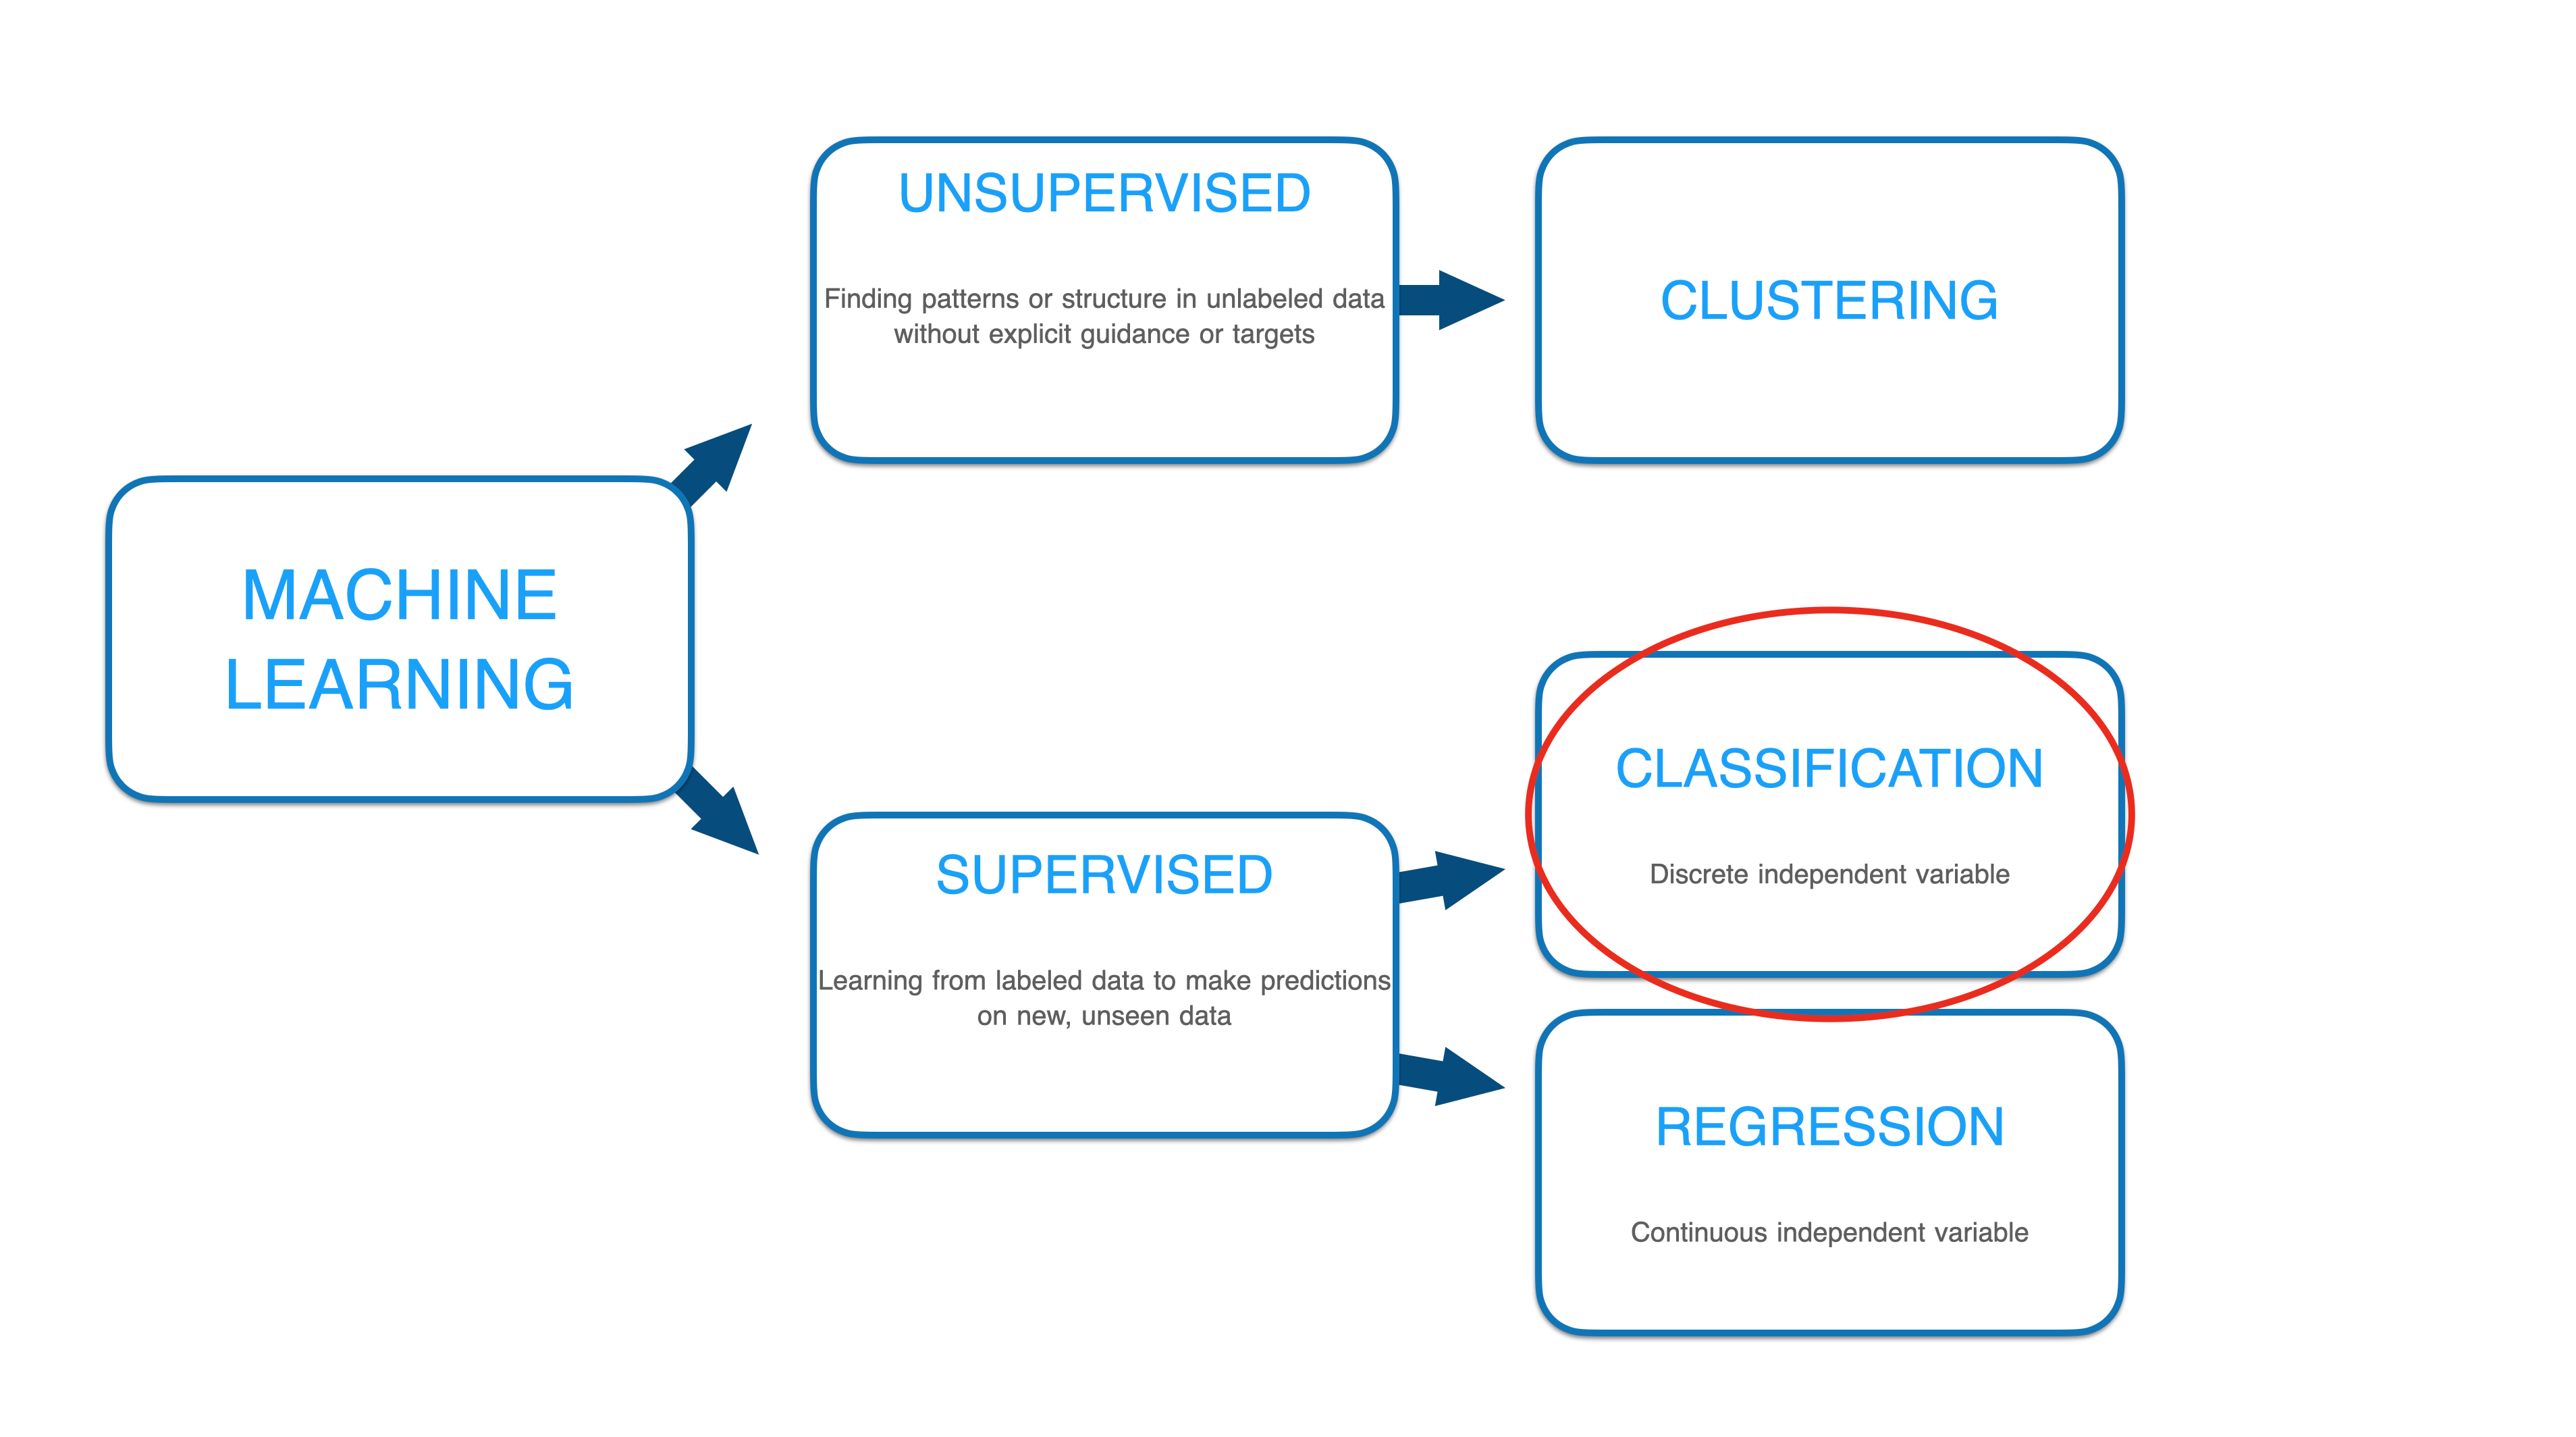 MACHINE
LEARNING
UNSUPERVISED
Finding patterns or structure in unlabeled data
without explicit guidance or targets
CLUSTERING
SUPERVISED
Learning from labeled data to make predictions
on new, unseen data
CLASSIFICATION
Discrete independent variable
REGRESSION
Continuous independent variable